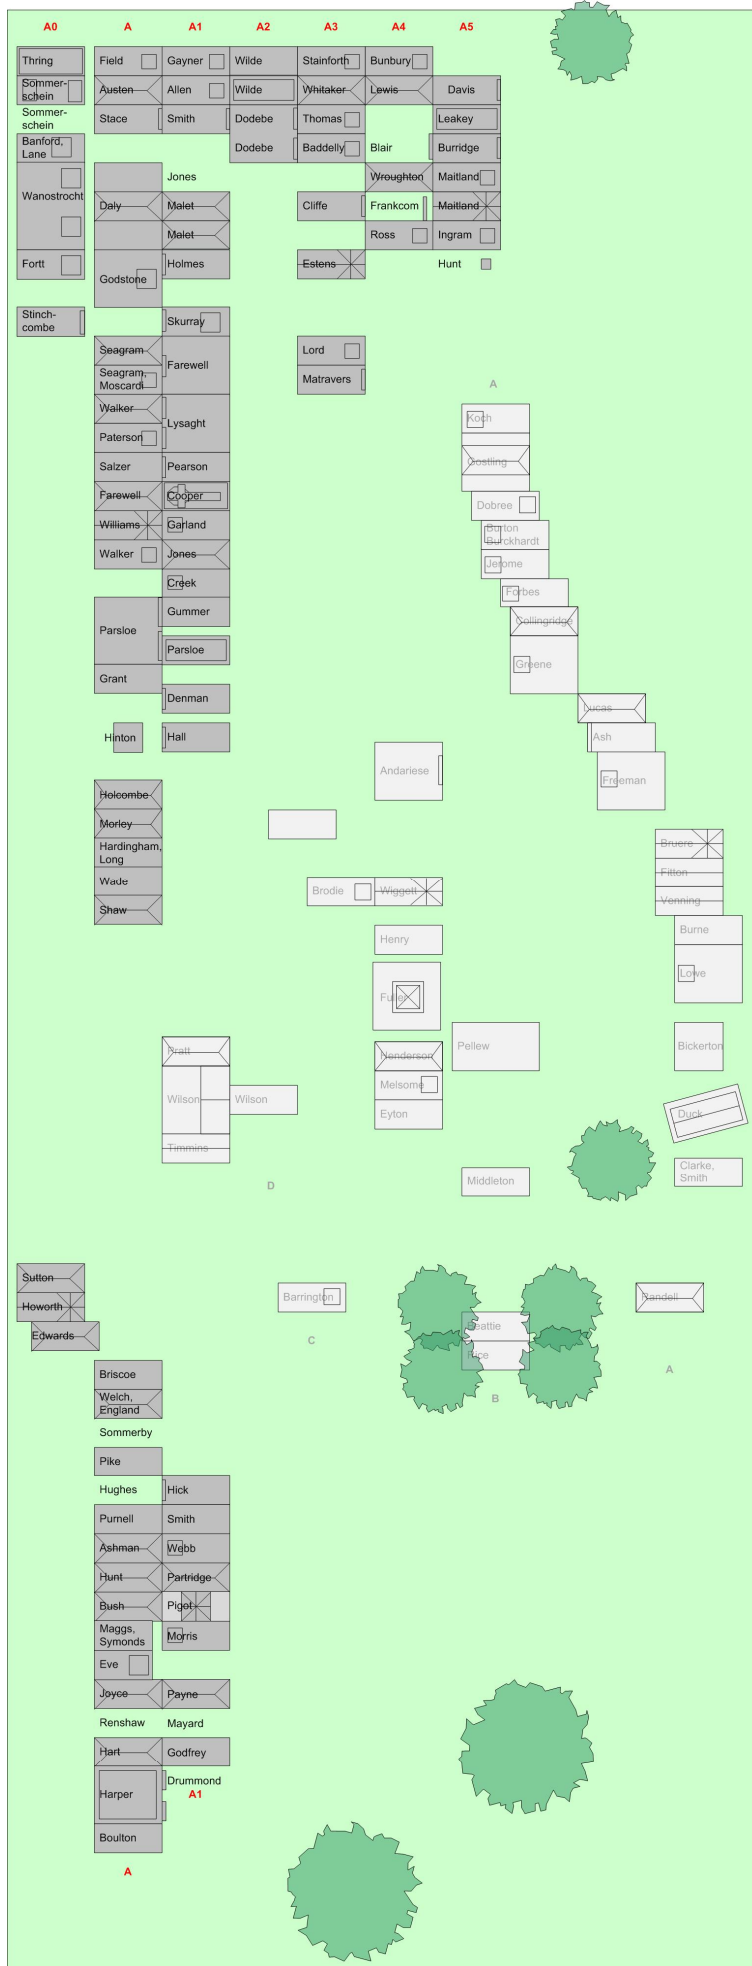 A0 A A1 A2 A3 A4 A5
Thring Field Gayner Wilde Stainforth Bunbury
Sommer-
schein Austen Allen Wilde Whitaker Lewis Davis
Sommer-
schein Stace Smith Dodebe Thomas Leakey
Banford,
Lane Dodebe Baddelly Blair Burridge
Jones Wroughton Maitland
Wanostrocht Daly Malet Cliffe Frankcom Maitland
Malet Ross Ingram
Fortt Godstone Holmes Estens Hunt
Stinch-
combe Skurray
Seagram Farewell Lord
Seagram,
Moscardi Matravers A
Walker Lysaght Koch
Paterson
Salzer Pearson Gostling
Farewell Cooper Dobree
Williams Garland Burton
Burckhardt
Walker Jones Jerome
Creek Forbes
Gummer Collingridge
Parsloe Parsloe Greene
Grant Denman Lucas
Hinton Hall Ash
Andariese Freeman
Holcombe
Morley
Hardingham,
Long Bruere
Wade Brodie Wiggett Fitton
Shaw Venning
Henry Burne
Fuller Lowe
Pratt Henderson Pellew Bickerton
Wilson Wilson Melsome
Eyton Duck
Timmins
D Middleton Clarke,
Smith
Sutton
Howorth Barrington Randell
Edwards C Beattie
Rice
Briscoe A
Welch,
England B
Sommerby
Pike
Hughes Hick
Purnell Smith
Ashman Webb
Hunt Partridge
Bush Pigot
Maggs,
Symonds Morris
Eve
Joyce Payne
Renshaw Mayard
Hart Godfrey
Drummond
Harper A1
Boulton
A